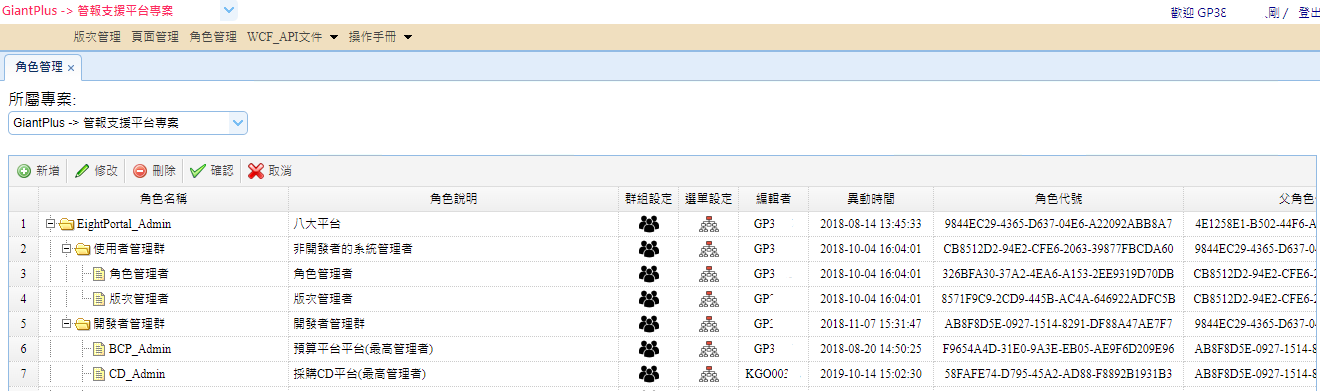 GiantPlus -> 管報支援平台專案
歡迎 GP38 剛 / 登出
版次管理 頁面管理 角色管理 WCF_API文件 操作手冊
角色管理 ×
所屬專案:
GiantPlus -> 管報支援平台專案
新增 修改 刪除 確認 取消
角色名稱 角色說明 群組設定 選單設定 編輯者 異動時間 角色代號 父角色
1 EightPortal_Admin 八大平台 GP3 2018-08-14 13:45:33 9844EC29-4365-D637-04E6-A22092ABB8A7 4E1258E1-B502-44F6-A
2 使用者管理群 非開發者的系統管理者 GP3 2018-10-04 16:04:01 CB8512D2-94E2-CFE6-2063-39877FBCDA60 9844EC29-4365-D637-0
3 角色管理者 角色管理者 GP3 2018-10-04 16:04:01 326BFA30-37A2-4EA6-A153-2EE9319D70DB CB8512D2-94E2-CFE6-2
4 版次管理者 版次管理者 GP 2018-10-04 16:04:01 8571F9C9-2CD9-445B-AC4A-646922ADFC5B CB8512D2-94E2-CFE6-2
5 開發者管理群 開發者管理群 GP 2018-11-07 15:31:47 AB8F8D5E-0927-1514-8291-DF88A47AE7F7 9844EC29-4365-D637-0
6 BCP_Admin 預算平台平台(最高管理者) GP3 2018-08-20 14:50:25 F9654A4D-31E0-9A3E-EB05-AE9F6D209E96 AB8F8D5E-0927-1514-8
7 CD_Admin 採購CD平台(最高管理者) KGO003 2019-10-14 15:02:30 58FAFE74-D795-45A2-AD88-F8892B1931B3 AB8F8D5E-0927-1514-8